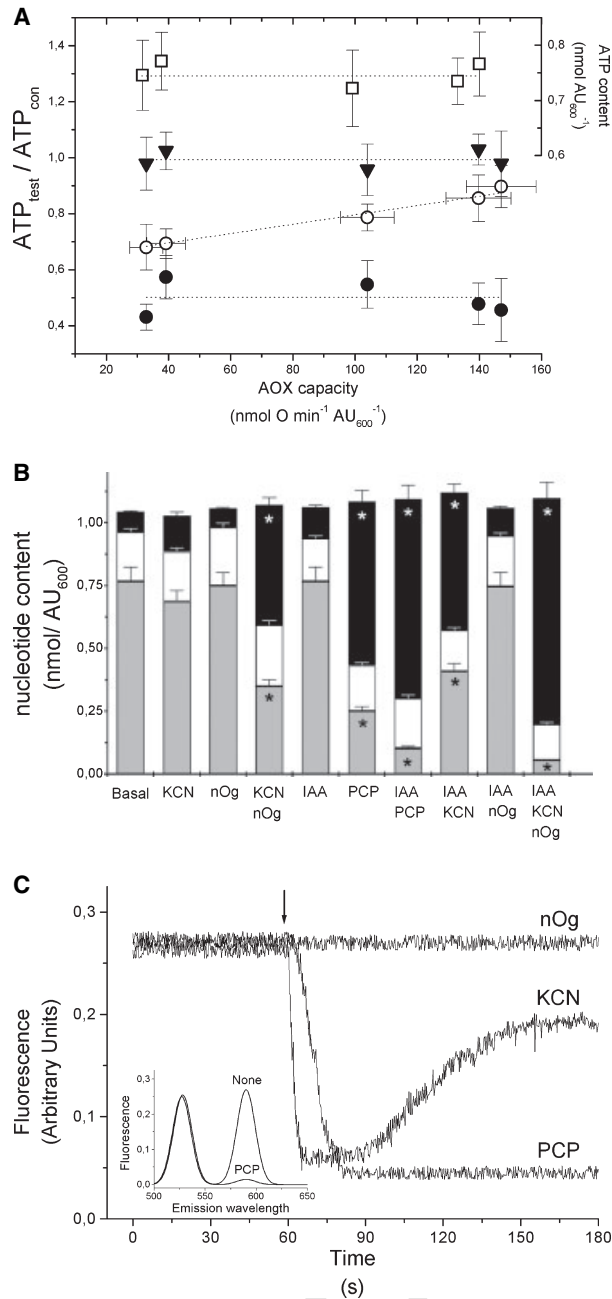 A
ATPtest / ATPcon
1,4
1,2
1,0
0,8
0,6
0,4
0,8
0,7
0,6
ATP content
(nmol AU600-1)
20 40 60 80 100 120 140 160
AOX capacity
(nmol O min-1 AU600-1)
B
nucleotide content
(nmol/ AU600)
1,00
0,75
0,50
0,25
0,00
* * * * *
* * * * *
Basal KCN nOg KCN nOg IAA PCP IAA PCP IAA KCN IAA nOg IAA KCN nOg
C
Fluorescence
(Arbitrary Units)
0,3
0,2
0,1
0,0
nOg
KCN
PCP
Fluorescence
0,3
0,2
0,1
0,0
None
PCP
500 550 600 650
Emission wavelength
0 30 60 90 120 150 180
Time
(s)